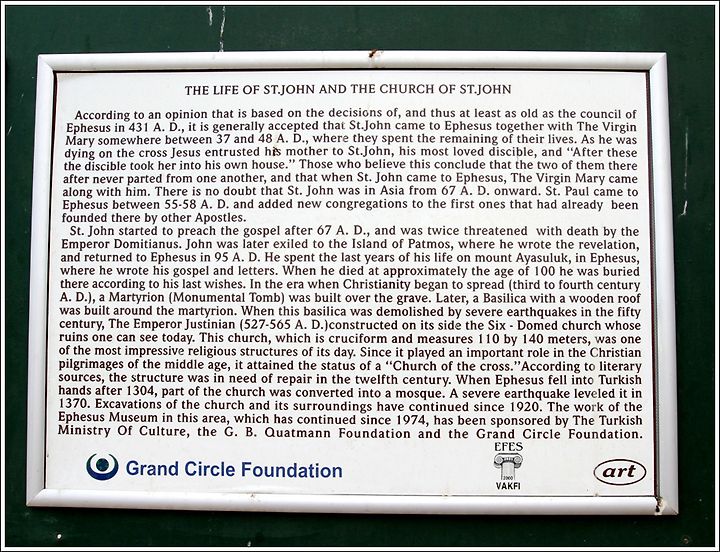 THE LIFE OF ST.JOHN AND THE CHURCH OF ST.JOHN
According to an opinion that is based on the decisions of, and thus at least as old as the council of
Ephesus in 431 A. D., it is generally accepted that St.John came to Ephesus together with The Virgin
Mary somewhere between 37 and 48 A. D., where they spent the remaining of their lives. As he was
dying on the cross Jesus entrusted his mother to St.John, his most loved discible, and "After these
the discible took her into his own house." Those who believe this conclude that the two of them there
after never parted from one another, and that when St. John came to Ephesus, The Virgin Mary came
along with him. There is no doubt that St. John was in Asia from 67 A. D. onward. St. Paul came to
Ephesus between 55-58 A. D. and added new congregations to the first ones that had already been
founded there by other Apostles.
St. John started to preach the gospel after 67 A. D., and was twice threatened with death by the
Emperor Domitianus. John was later exiled to the Island of Patmos, where he wrote the revelation,
and returned to Ephesus in 95 A. D. He spent the last years of his life on mount Ayasuluk, in Ephesus,
where he wrote his gospel and letters. When he died at approximately the age of 100 he was buried
there according to his last wishes. In the era when Christianity began to spread (third to fourth century
A. D.), a Martyrion (Monumental Tomb) was built over the grave. Later, a Basilica with a wooden roof
was built around the martyrion. When this basilica was demolished by severe earthquakes in the fifty
century, The Emperor Justinian (527-565 A. D.)constructed on its side the Six - Domed church whose
ruins one can see today. This church, which is cruciform and measures 110 by 140 meters, was one
of the most impressive religious structures of its day. Since it played an important role in the Christian
pilgrimages of the middle age, it attained the status of a "Church of the cross."According to literary
sources, the structure was in need of repair in the twelfth century. When Ephesus fell into Turkish
hands after 1304, part of the church was converted into a mosque. A severe earthquake leveled it in
1370. Excavations of the church and its surroundings have continued since 1920. The work of the
Ephesus Museum in this area, which has continued since 1974, has been sponsored by The Turkish
Ministry Of Culture, the G. B. Quatmann Foundation and the Grand Circle Foundation.
Grand Circle Foundation
EFES
2000
VAKFI
art